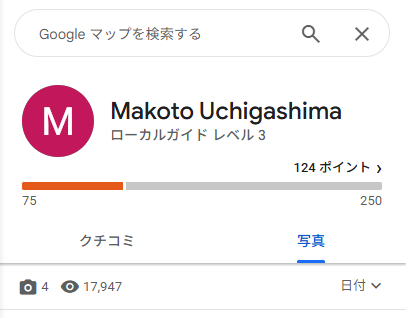 Google マップを検索する
M
Makoto Uchigashima
ローカルガイド レベル 3
124 ポイント ›
75 250
クチコミ 写真
4 17,947 日付